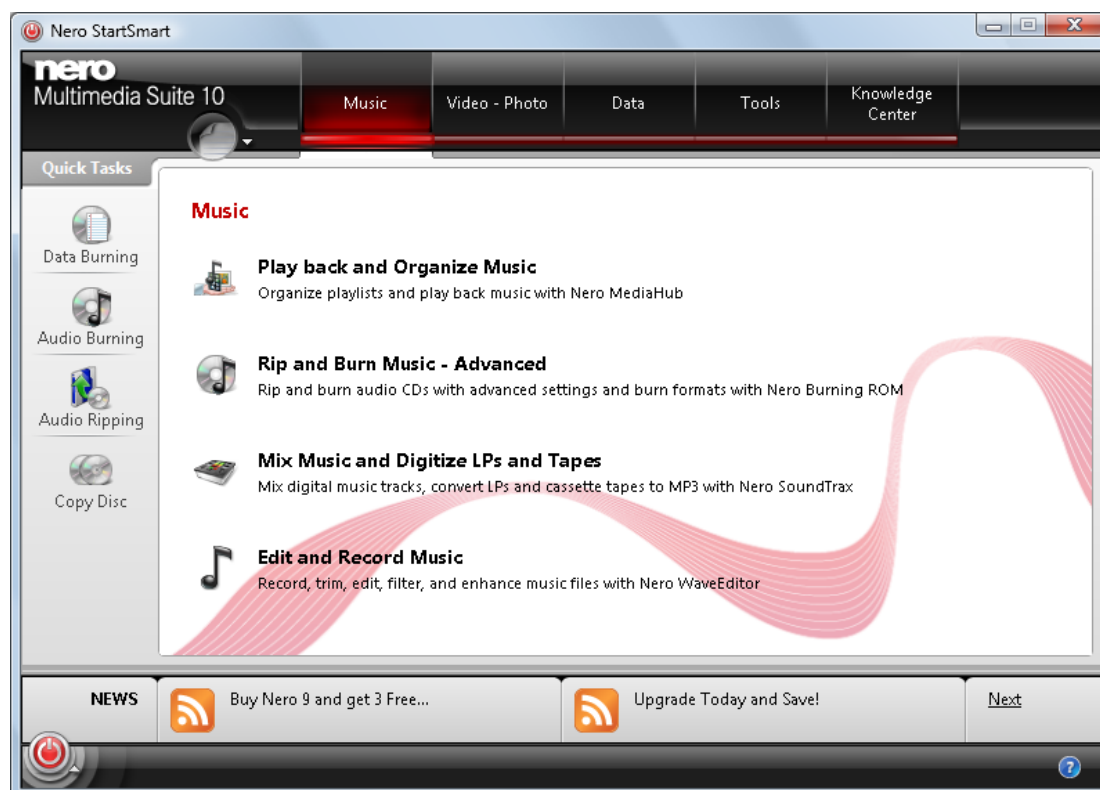 Nero StartSmart
nero
Multimedia Suite 10
Music
Video - Photo
Data
Tools
Knowledge
Center
Quick Tasks
Data Burning
Audio Burning
Audio Ripping
Copy Disc
Music
Play back and Organize Music
Organize playlists and play back music with Nero MediaHub
Rip and Burn Music - Advanced
Rip and burn audio CDs with advanced settings and burn formats with Nero Burning ROM
Mix Music and Digitize LPs and Tapes
Mix digital music tracks, convert LPs and cassette tapes to MP3 with Nero SoundTrax
Edit and Record Music
Record, trim, edit, filter, and enhance music files with Nero WaveEditor
NEWS
Buy Nero 9 and get 3 Free...
Upgrade Today and Save!
Next
?